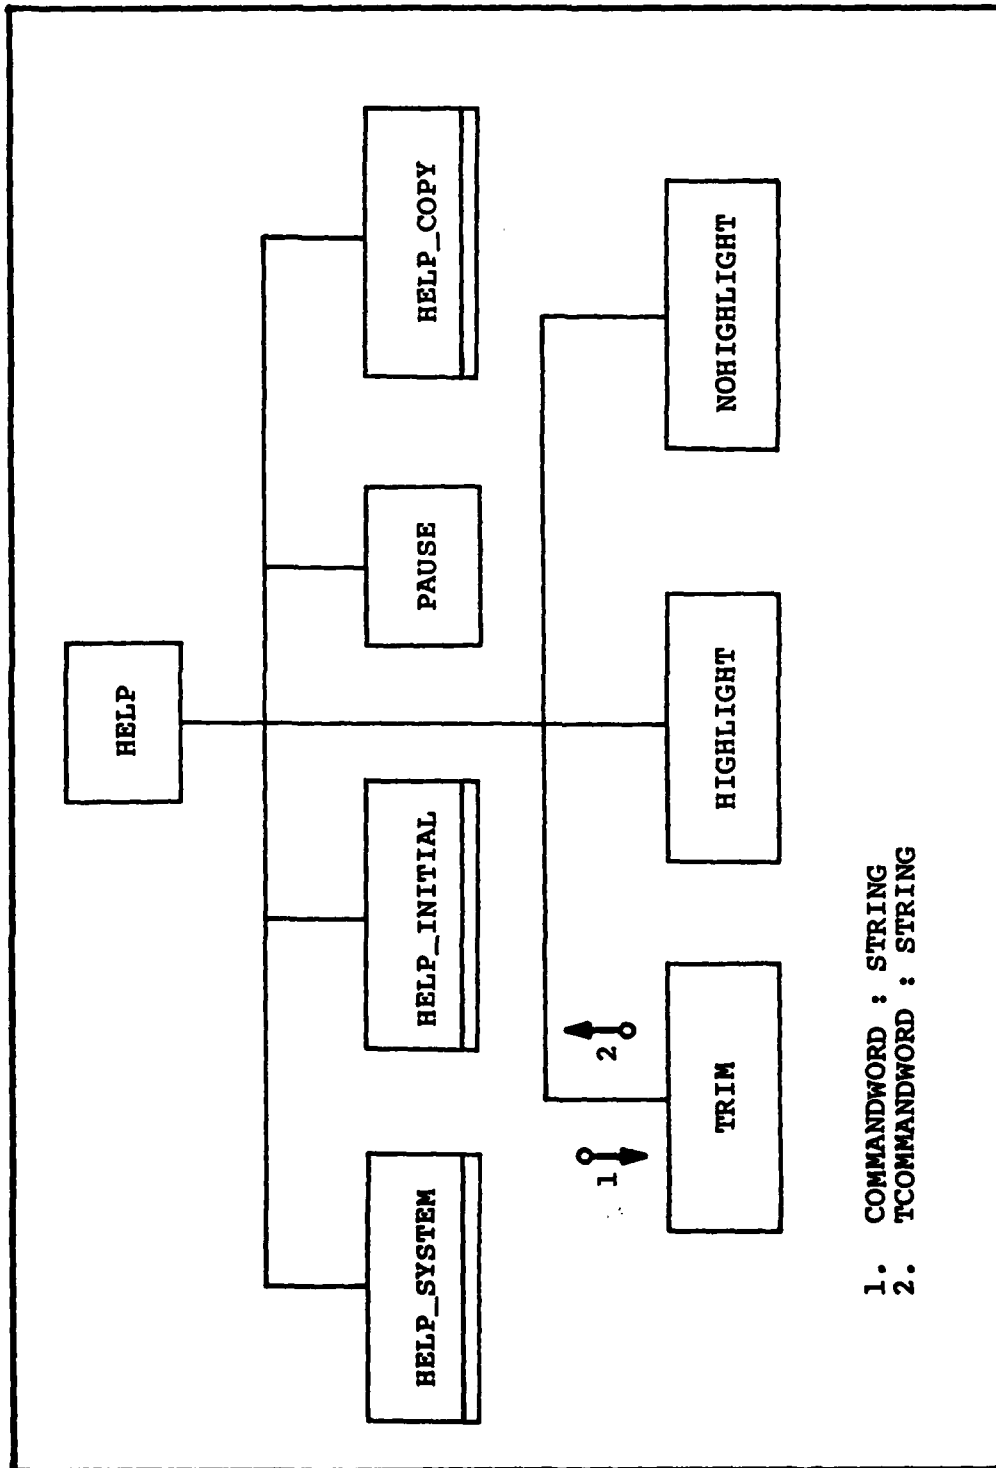 HELP
HELP_SYSTEM
HELP_INITIAL
PAUSE
HELP_COPY
1
2
TRIM
HIGHLIGHT
NOHIGHLIGHT
1. COMMANDWORD : STRING
2. TCOMMANDWORD : STRING